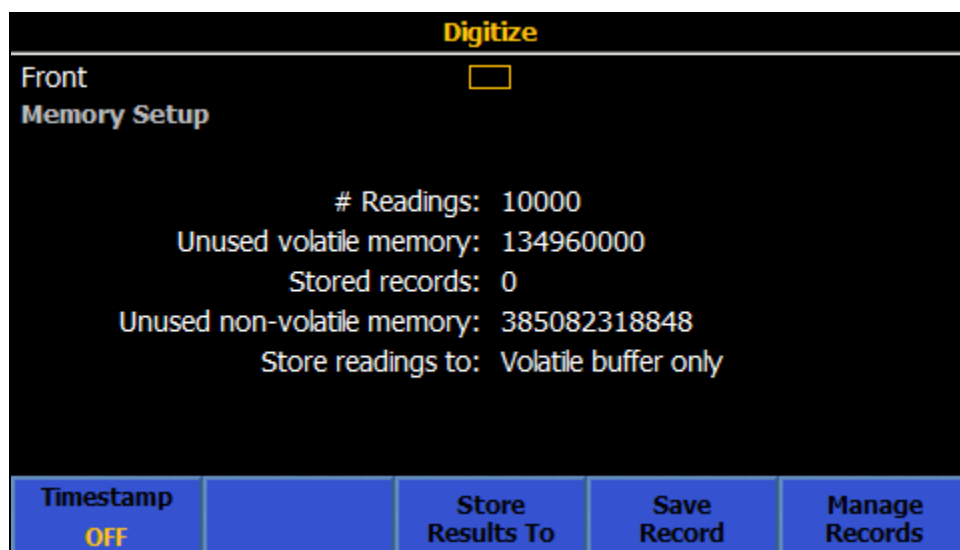 Digitize
Front
Memory Setup
# Readings: 10000
Unused volatile memory: 134960000
Stored records: 0
Unused non-volatile memory: 385082318848
Store readings to: Volatile buffer only
Timestamp
OFF
Store
Results To
Save
Record
Manage
Records